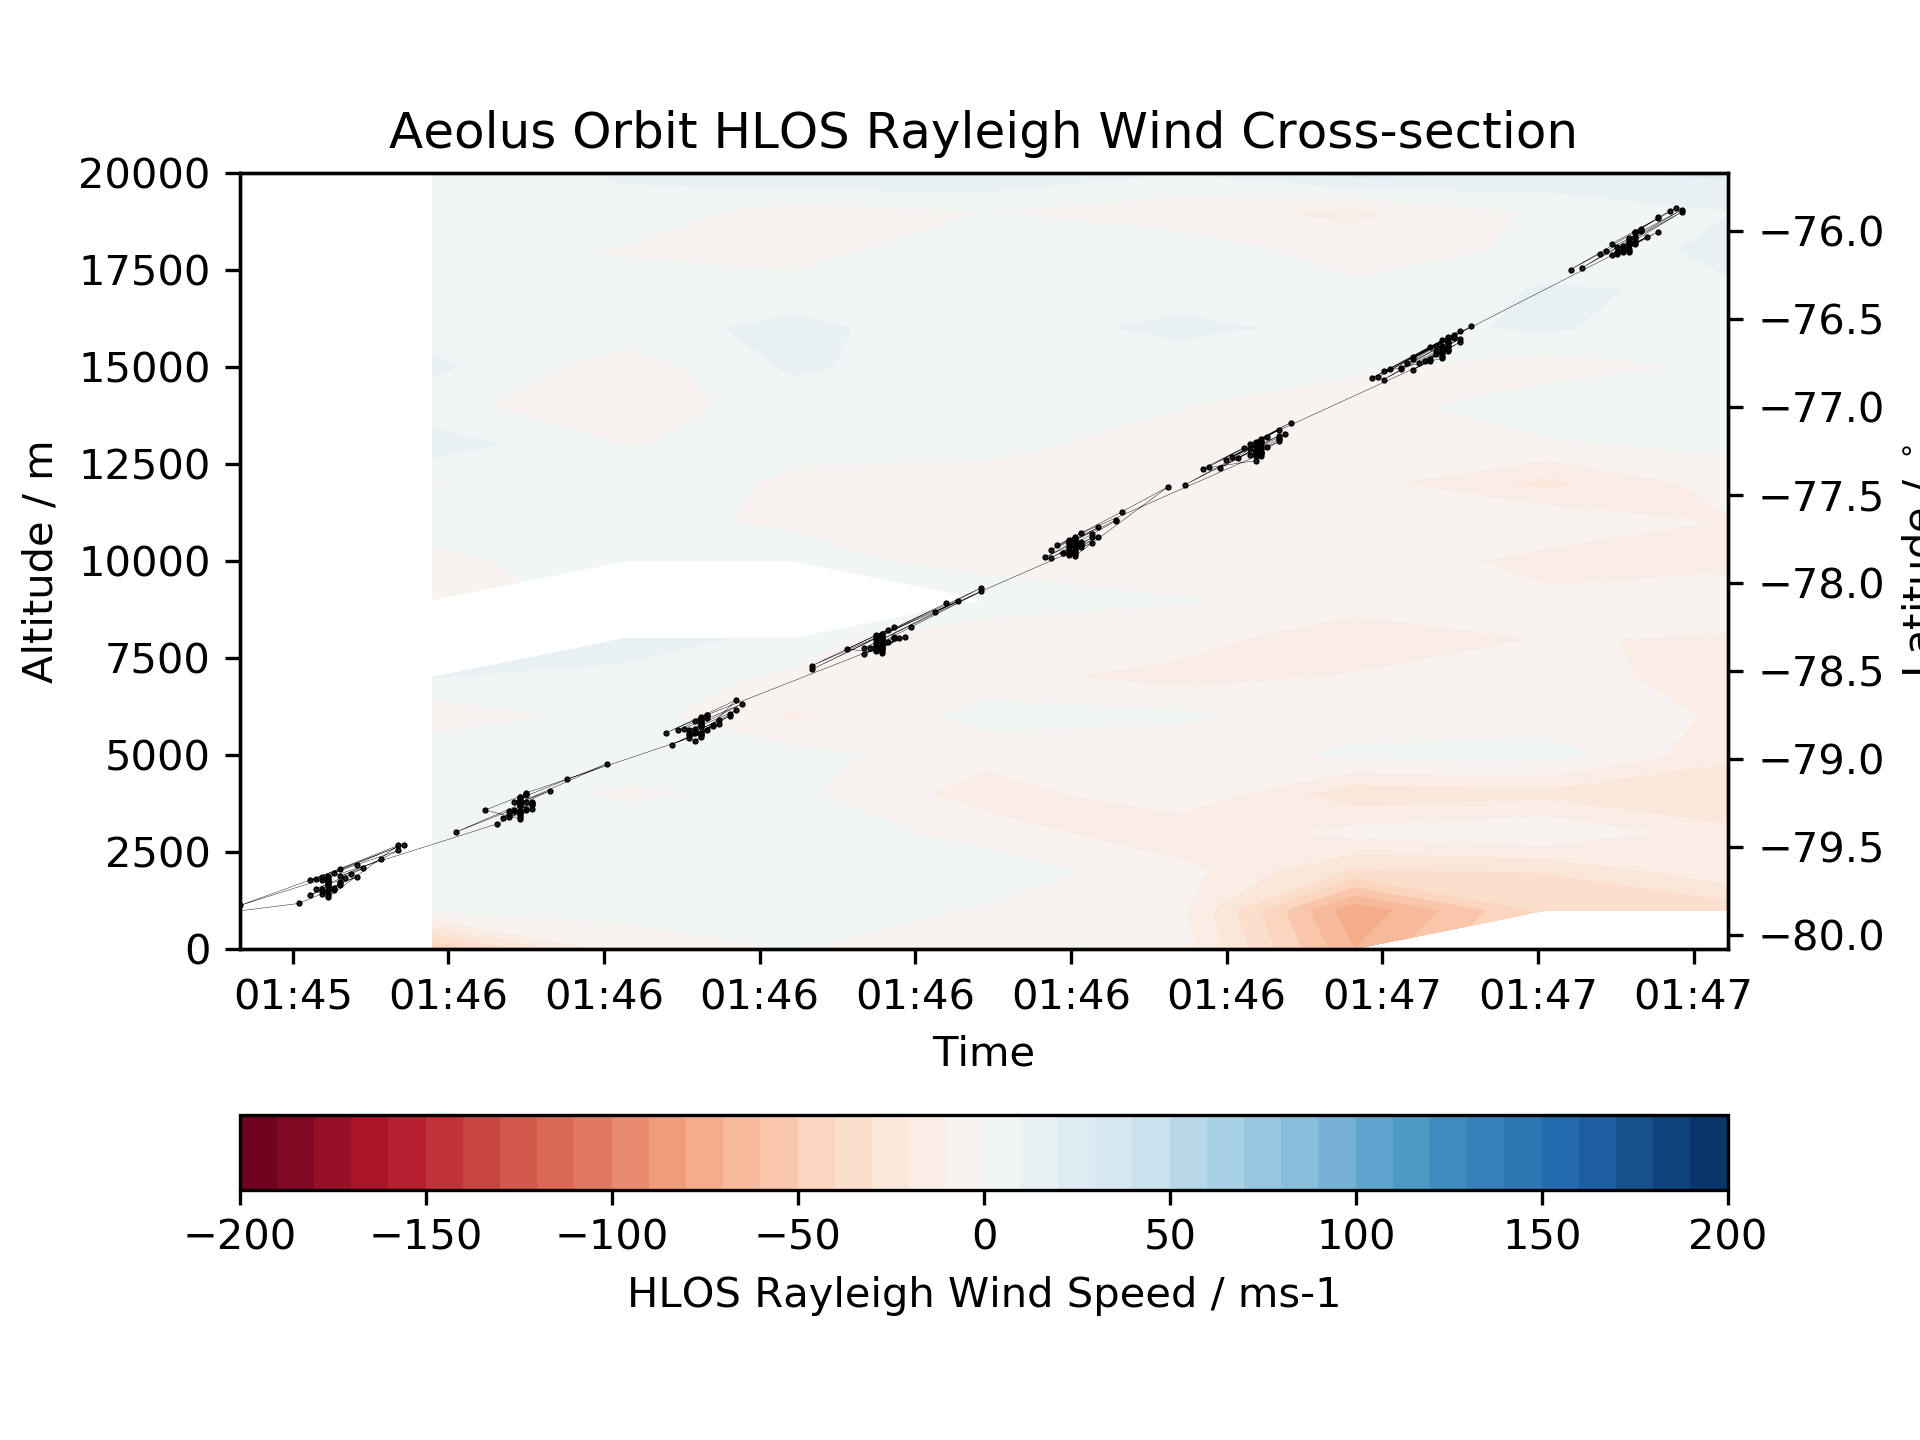 Aeolus Orbit HLOS Rayleigh Wind Cross-section
20000
17500
15000
12500
10000
7500
5000
2500
0
Altitude / m
−76.0
−76.5
−77.0
−77.5
−78.0
−78.5
−79.0
−79.5
−80.0
Latitude / °
01:45 01:46 01:46 01:46 01:46 01:46 01:46 01:47 01:47 01:47
Time
−200 −150 −100 −50 0 50 100 150 200
HLOS Rayleigh Wind Speed / ms-1